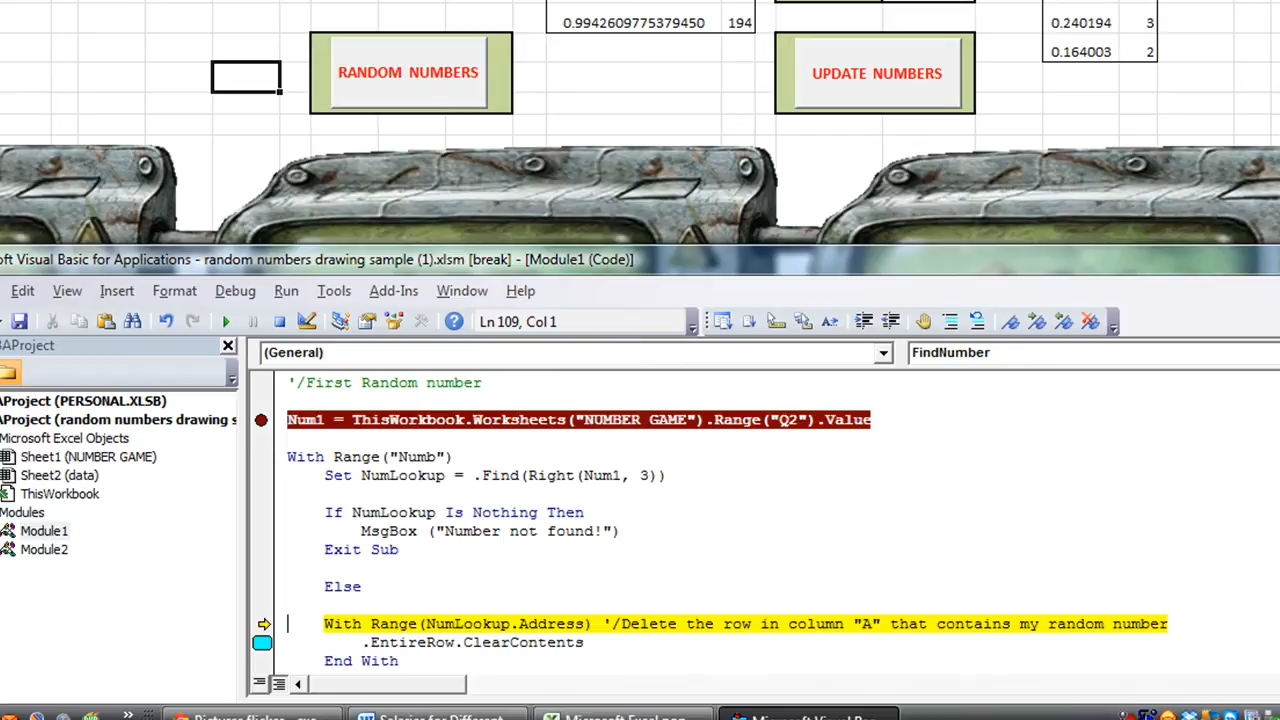 0.9942609775379450 194
0.240194 3
0.164003 2
RANDOM NUMBERS
UPDATE NUMBERS
oft Visual Basic for Applications - random numbers drawing sample (1).xlsm [break] - [Module1 (Code)]
Edit View Insert Format Debug Run Tools Add-Ins Window Help
Ln 109, Col 1
BAProject
(General)
FindNumber
AProject (PERSONAL.XLSB)
AProject (random numbers drawing s
Microsoft Excel Objects
Sheet1 (NUMBER GAME)
Sheet2 (data)
ThisWorkbook
Modules
Module1
Module2
'/First Random number
Num1 = ThisWorkbook.Worksheets("NUMBER GAME").Range("Q2").Value
With Range("Numb")
Set NumLookup = .Find(Right(Num1, 3))
If NumLookup Is Nothing Then
MsgBox ("Number not found!")
Exit Sub
Else
With Range(NumLookup.Address) '/Delete the row in column "A" that contains my random number
.EntireRow.ClearContents
End With